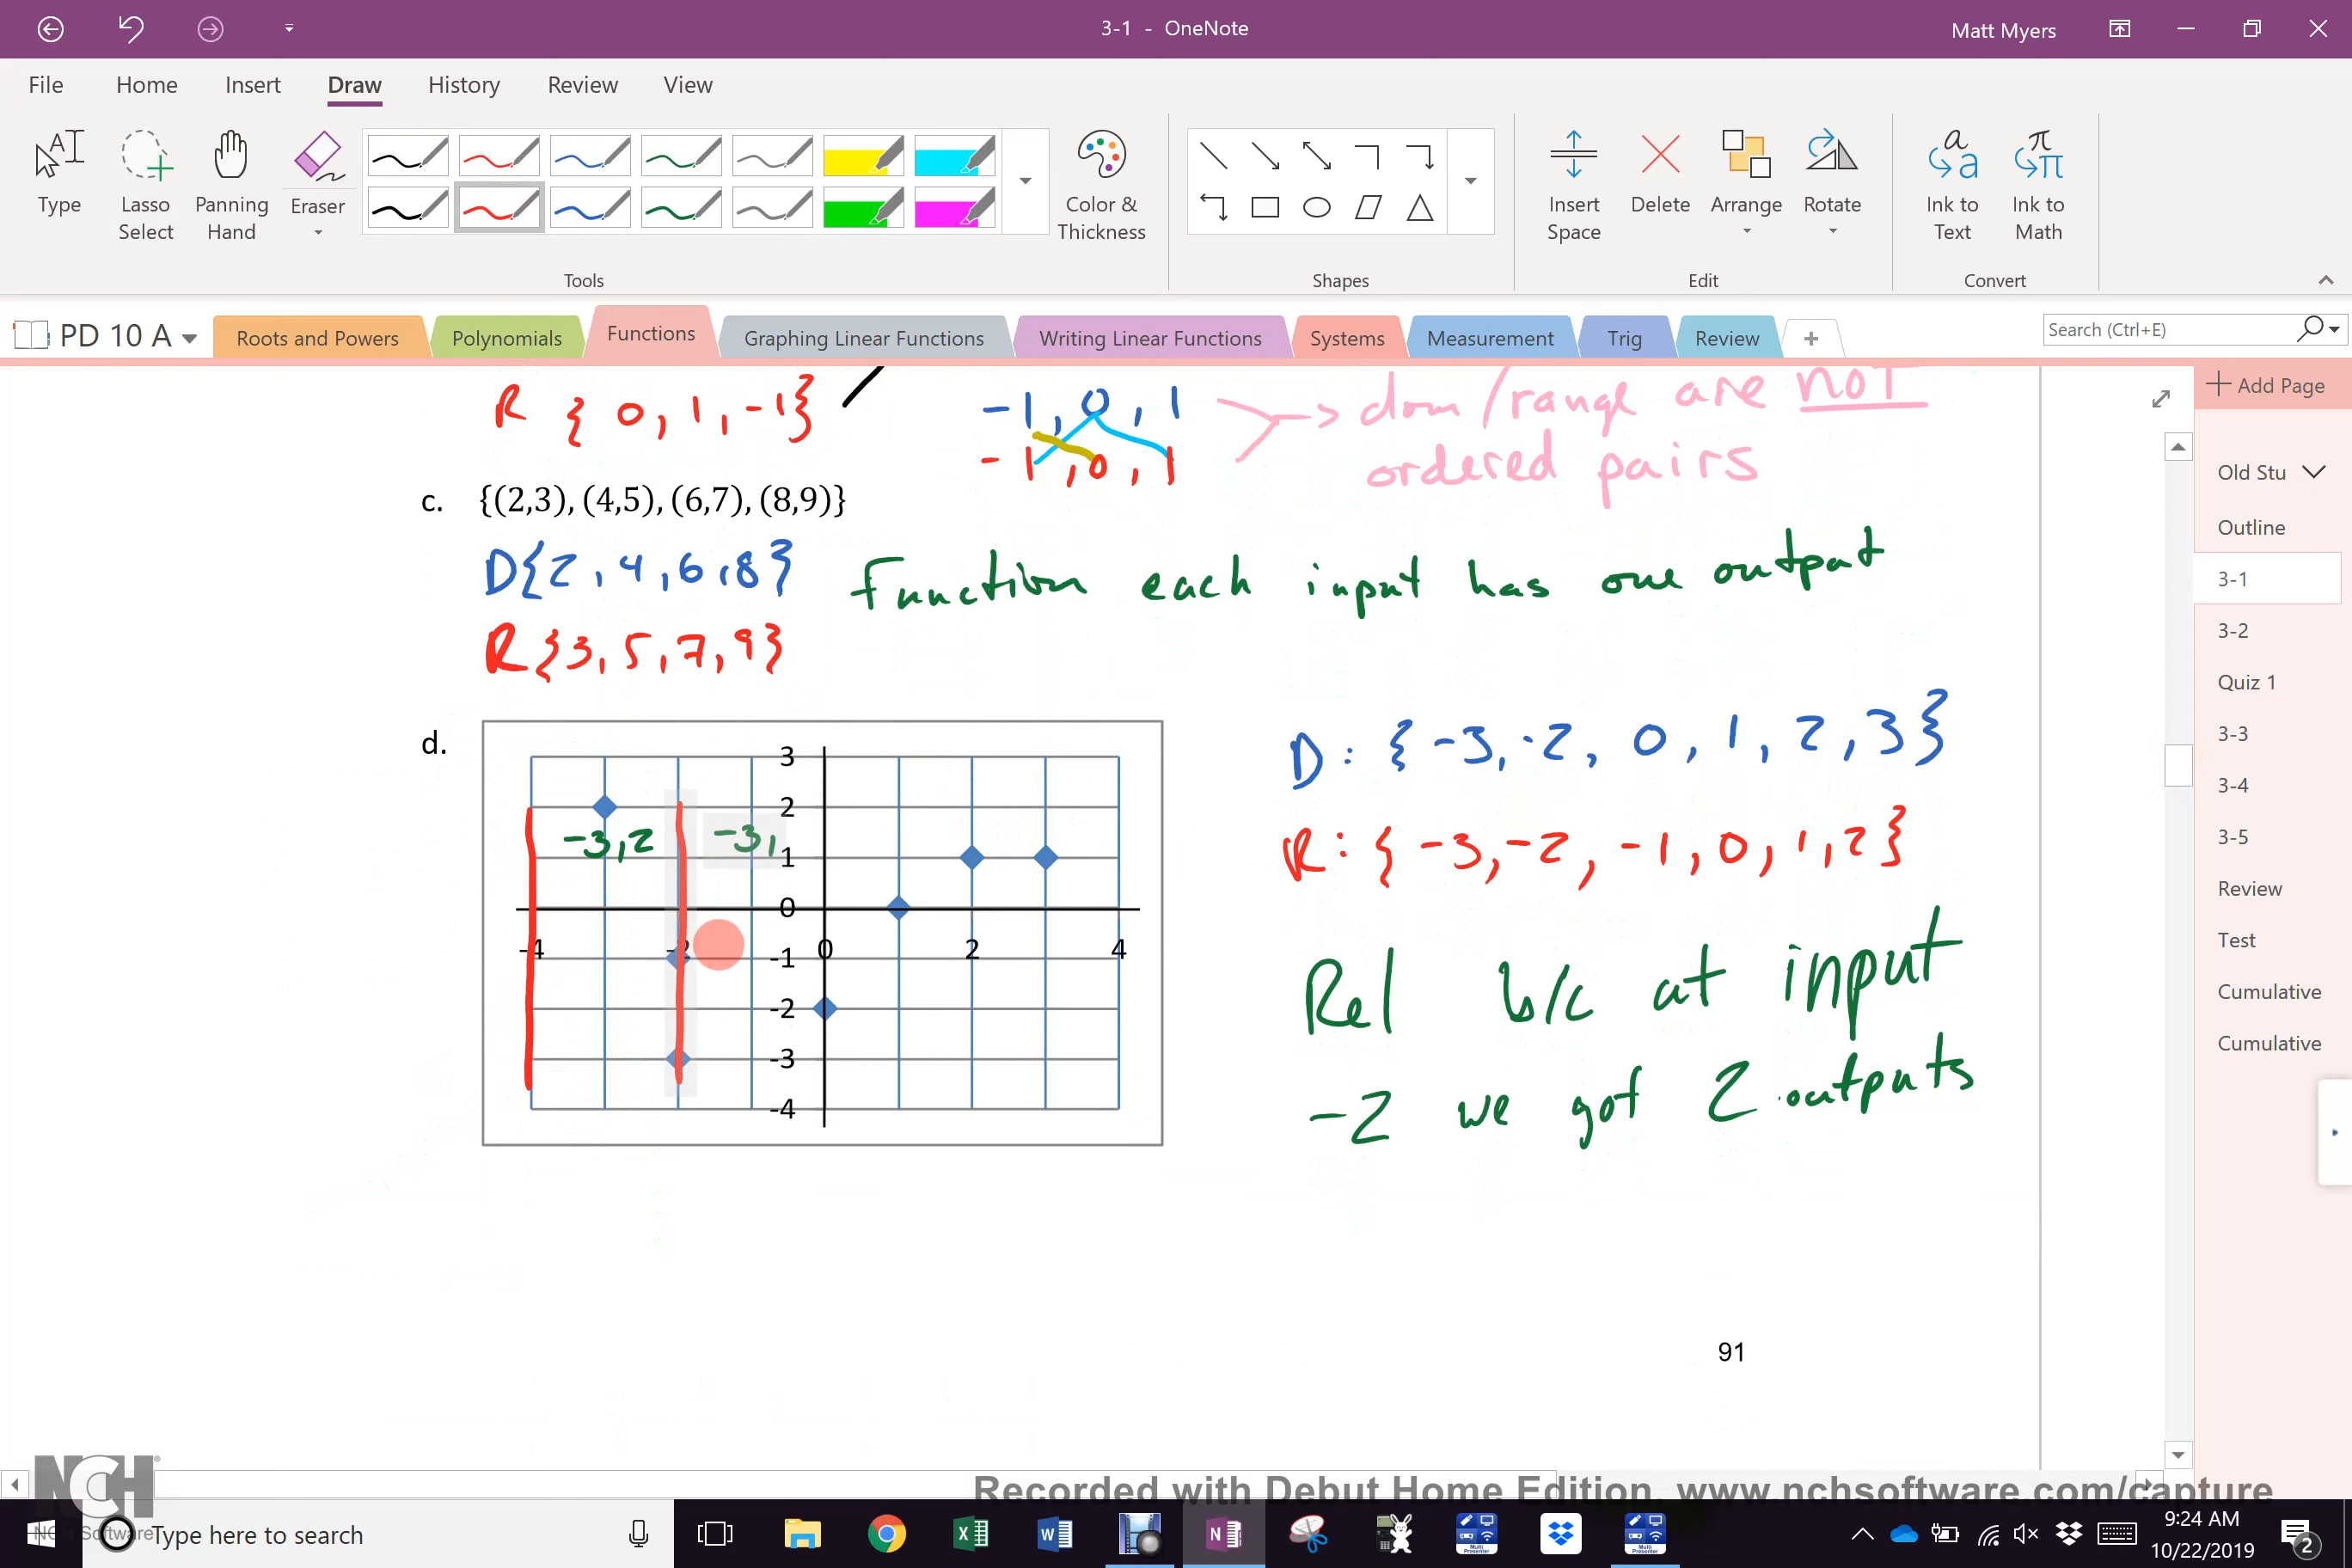 3-1 - OneNote
Matt Myers
File Home Insert Draw History Review View
Type
Lasso Select
Panning Hand
Eraser
Color & Thickness
Insert Space
Delete
Arrange
Rotate
Ink to Text
Ink to Math
Tools
Shapes
Edit
Convert
PD 10 A
Roots and Powers
Polynomials
Functions
Graphing Linear Functions
Writing Linear Functions
Systems
Measurement
Trig
Review
+
Search (Ctrl+E)
Add Page
Old Stu
Outline
3-1
3-2
Quiz 1
3-3
3-4
3-5
Review
Test
Cumulative
Cumulative
R { 0, 1, -1}
-1, 0, 1
-1, 0, 1
dom/range are not
ordered pairs
c. {(2,3), (4,5), (6,7), (8,9)}
D{2, 4, 6, 8}
Function each input has one output
R{3, 5, 7, 9}
d.
3
2
1
0
-1
-2
-3
-4
-4 -2 0 2 4
-3,2
-3,
D: {-3, -2, 0, 1, 2, 3}
R: {-3, -2, -1, 0, 1, 2}
Rel b/c at input
-2 we got 2 outputs
91
NCH
NCH Software
Recorded with Debut Home Edition. www.nchsoftware.com/capture
Type here to search
9:24 AM
10/22/2019
2